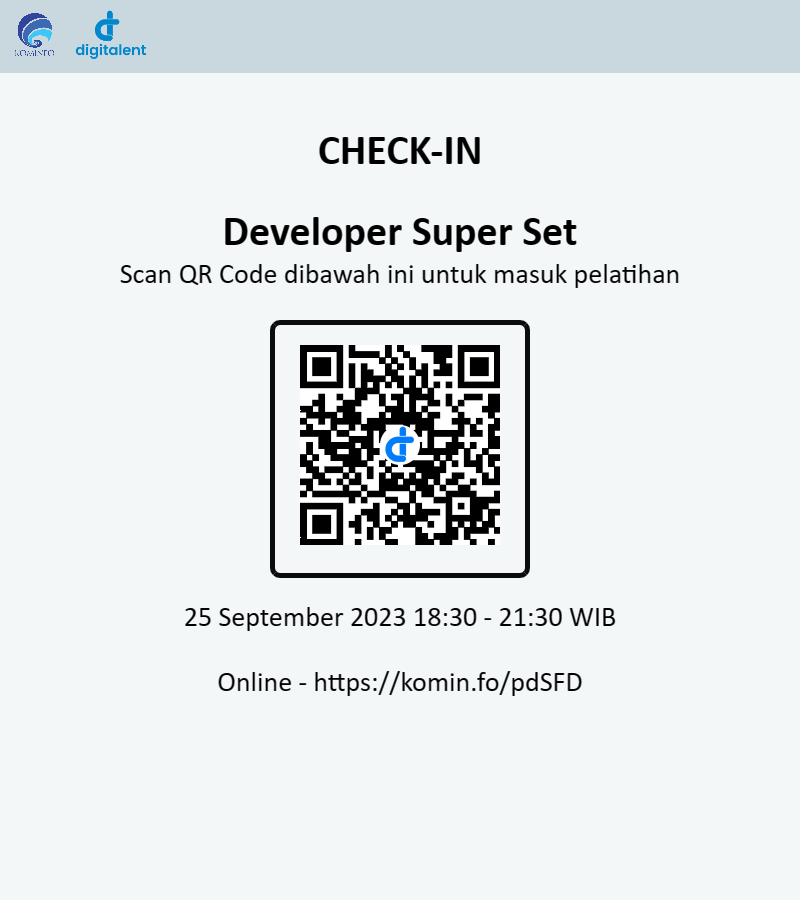 KOMINFO
digitalent
CHECK-IN
Developer Super Set
Scan QR Code dibawah ini untuk masuk pelatihan
25 September 2023 18:30 - 21:30 WIB
Online - https://komin.fo/pdSFD